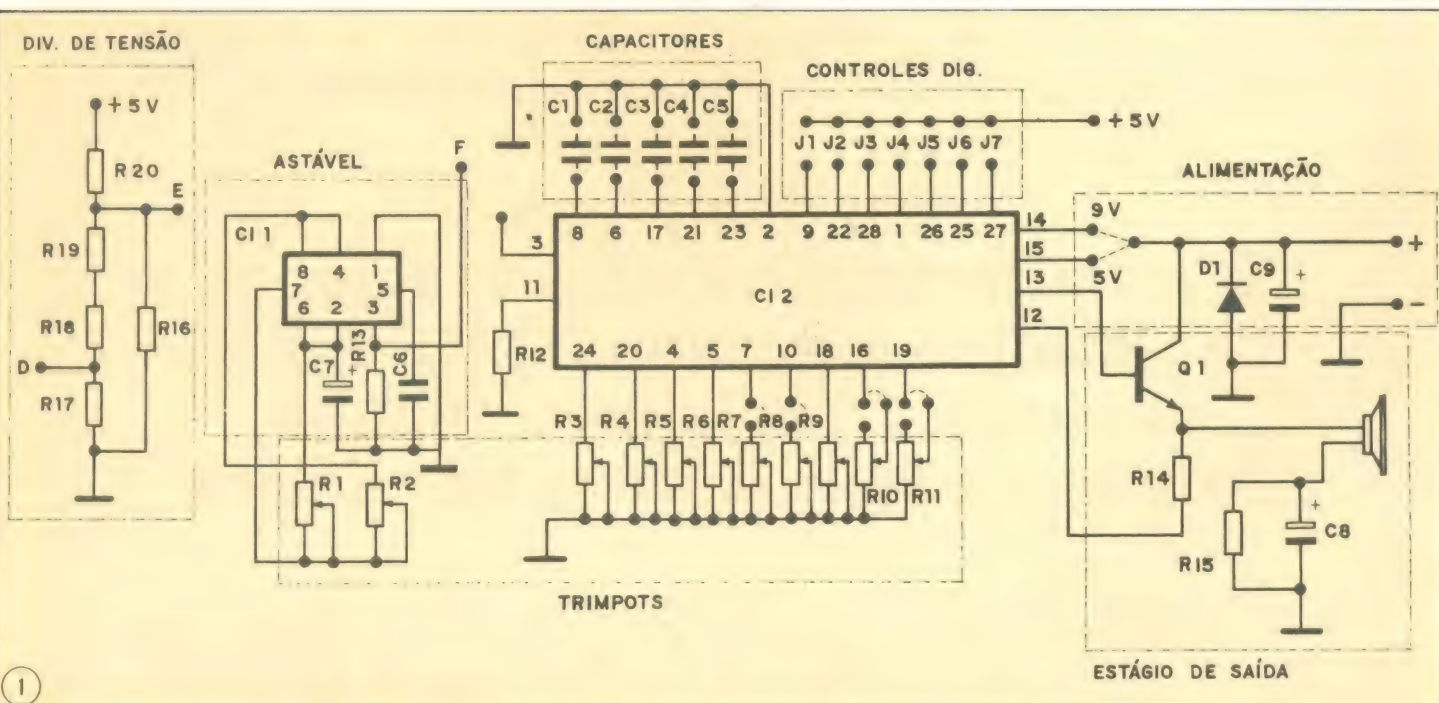 DIV. DE TENSÃO
+ 5 V
R20
E
R19
R18
R16
D
R17
ASTÁVEL
F
CI 1
8 4 1
7 5
6 2 3
C7
+
R13
C6
R1
R2
CAPACITORES
C1 C2 C3 C4 C5
CONTROLES DIG.
+ 5 V
J1 J2 J3 J4 J5 J6 J7
3
11
8 6 17 21 23 2 9 22 28 1 26 25 27
14
15
13
12
CI 2
24 20 4 5 7 10 18 16 19
R12
R3 R4 R5 R6 R7 R8 R9
R10 R11
TRIMPOTS
ALIMENTAÇÃO
9 V
5 V
D1
C9
+
+
-
Q1
R14
R15
+
C8
ESTÁGIO DE SAÍDA
1